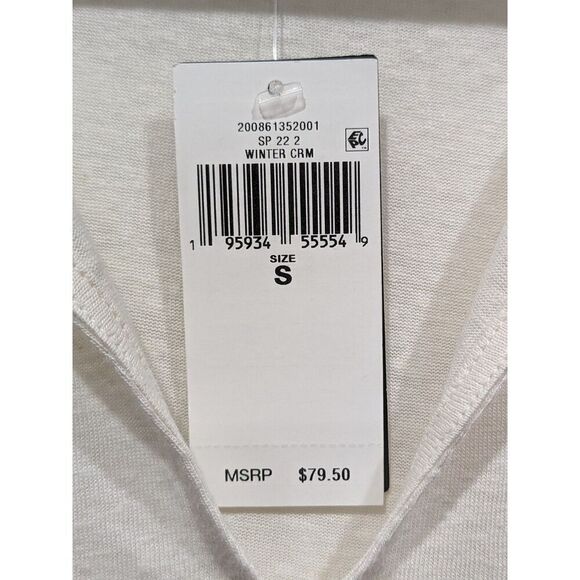 200861352001
SP 22 2
WINTER CRM
1 95934 55554 9
SIZE
S
MSRP $79.50